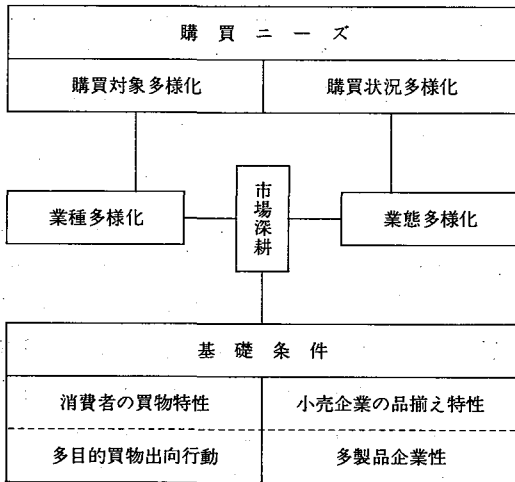 購買ニーズ
購買対象多様化 購買状況多様化
業種多様化 市場深耕 業態多様化
基礎条件
消費者の買物特性 小売企業の品揃え特性
多目的買物出向行動 多製品企業性